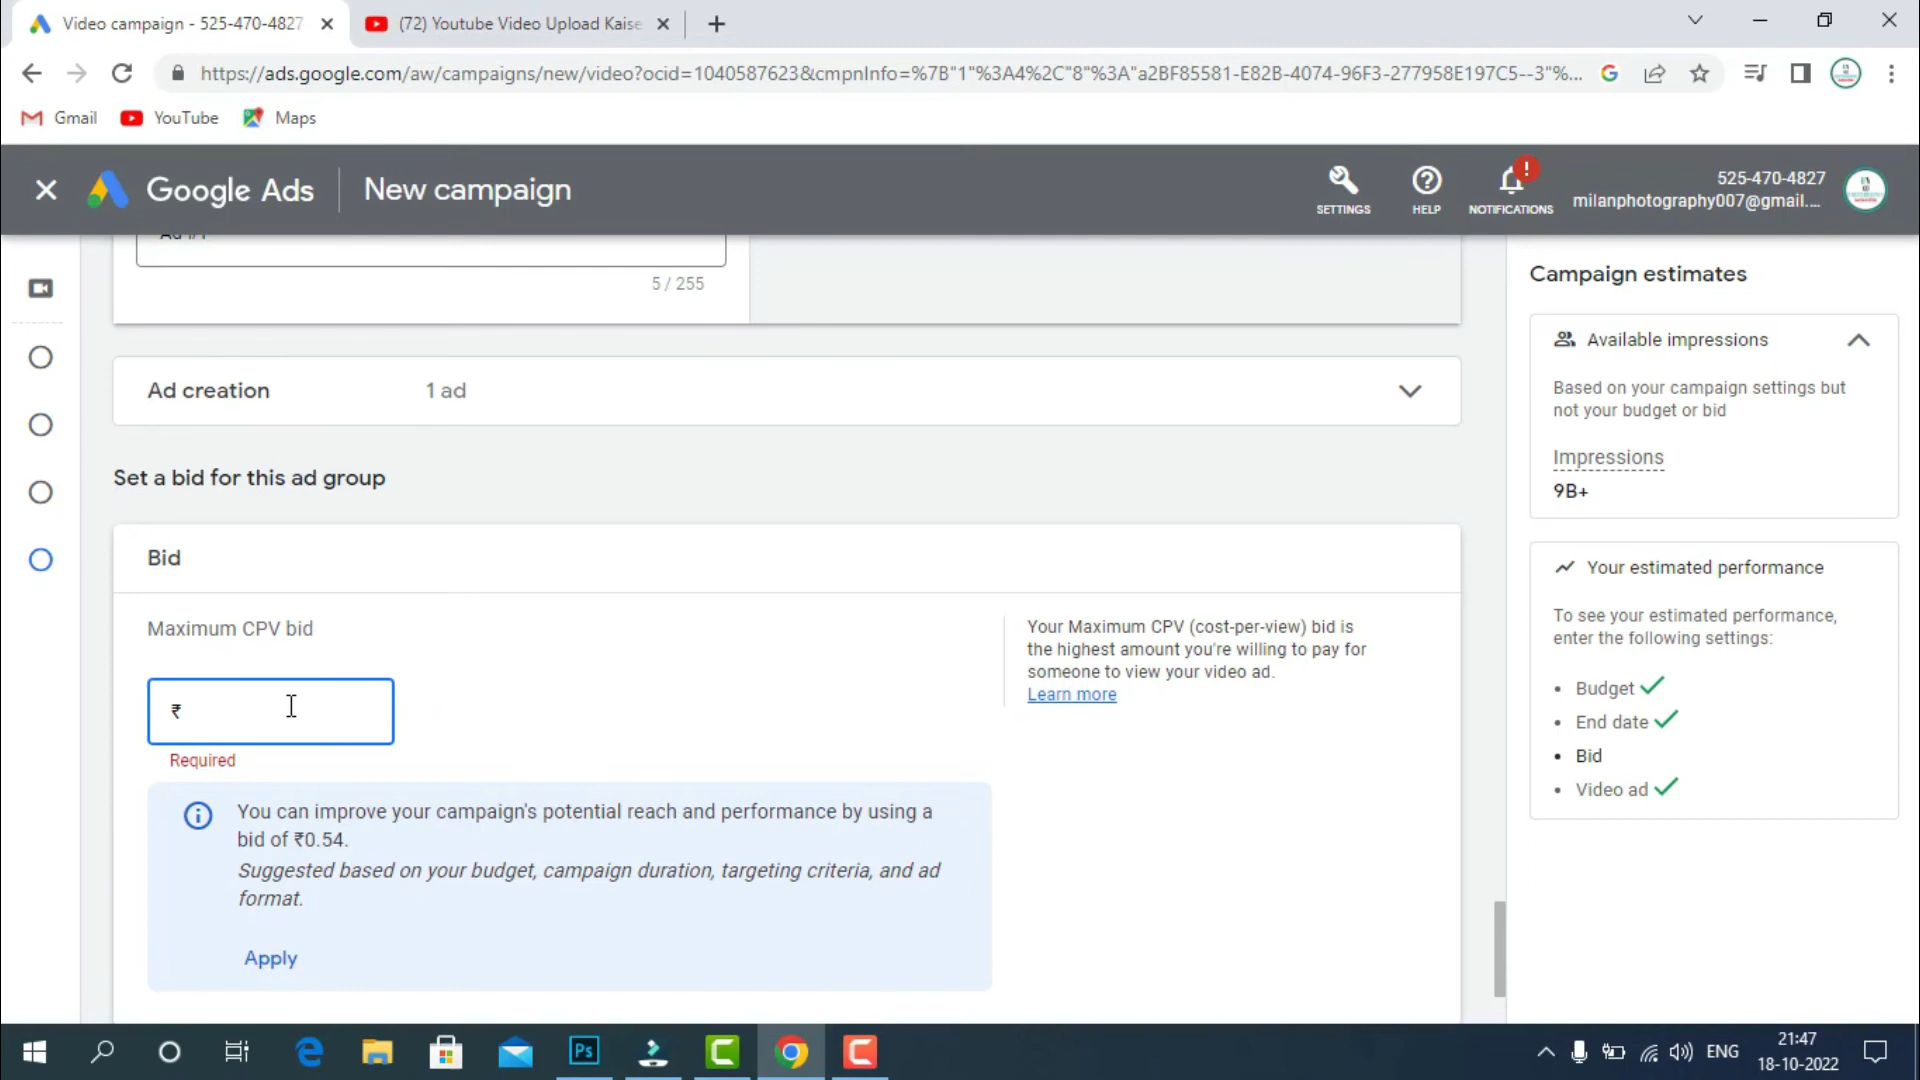 Video campaign - 525-470-4827
(72) Youtube Video Upload Kaise
https://ads.google.com/aw/campaigns/new/video?ocid=1040587623&cmpnInfo=%7B"1"%3A4%2C"8"%3A"a2BF85581-E82B-4074-96F3-277958E197C5--3"%...
Gmail
YouTube
Maps
Google Ads
New campaign
SETTINGS
HELP
!
NOTIFICATIONS
525-470-4827
milanphotography007@gmail....
5 / 255
Ad creation
1 ad
Set a bid for this ad group
Bid
Maximum CPV bid
₹
Required
Your Maximum CPV (cost-per-view) bid is
the highest amount you're willing to pay for
someone to view your video ad.
Learn more
You can improve your campaign's potential reach and performance by using a
bid of ₹0.54.
Suggested based on your budget, campaign duration, targeting criteria, and ad
format.
Apply
Campaign estimates
Available impressions
Based on your campaign settings but
not your budget or bid
Impressions
9B+
Your estimated performance
To see your estimated performance,
enter the following settings:
• Budget
• End date
• Bid
• Video ad
Ps
ENG
21:47
18-10-2022